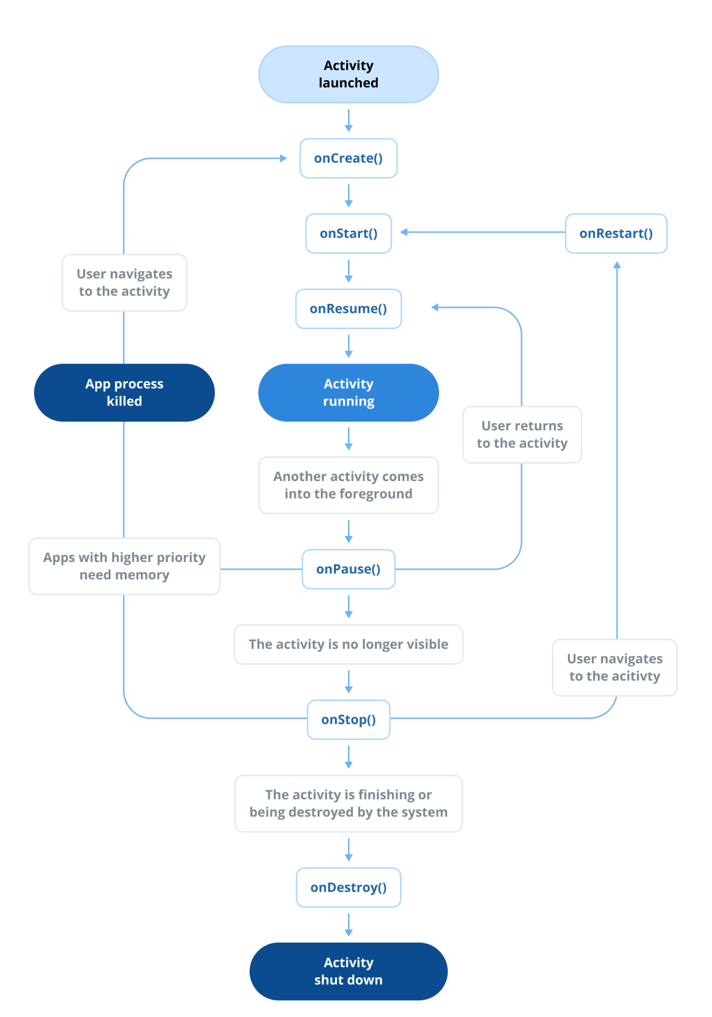 Activity
launched
onCreate()
onStart()
onRestart()
User navigates
to the activity
onResume()
App process
killed
Activity
running
User returns
to the activity
Another activity comes
into the foreground
Apps with higher priority
need memory
onPause()
The activity is no longer visible
User navigates
to the acitivty
onStop()
The activity is finishing or
being destroyed by the system
onDestroy()
Activity
shut down